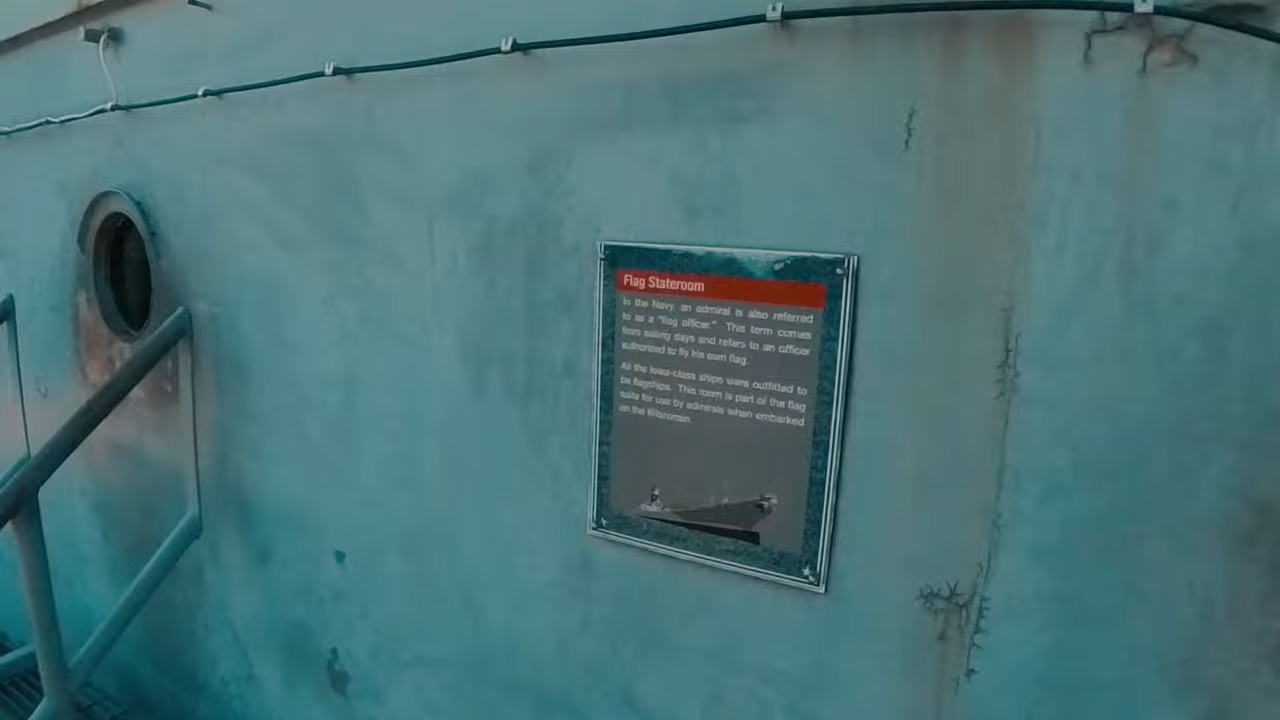 Flag Stateroom
In the Navy, an admiral is also referred
to as a "flag officer." This term comes
from sailing days and refers to an officer
authorized to fly his own flag.
All the Iowa-class ships were outfitted to
be flagships. This room is part of the flag
suite for use by admirals when embarked
on the Wisconsin.